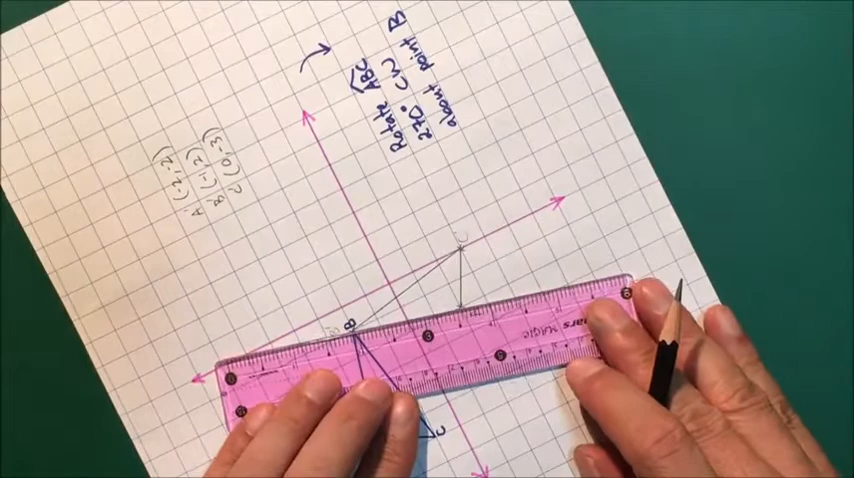 Rotate △ABC
270° CW
about point B
A (-2,-2)
B (-1,2)
C (0,-3)
B
C